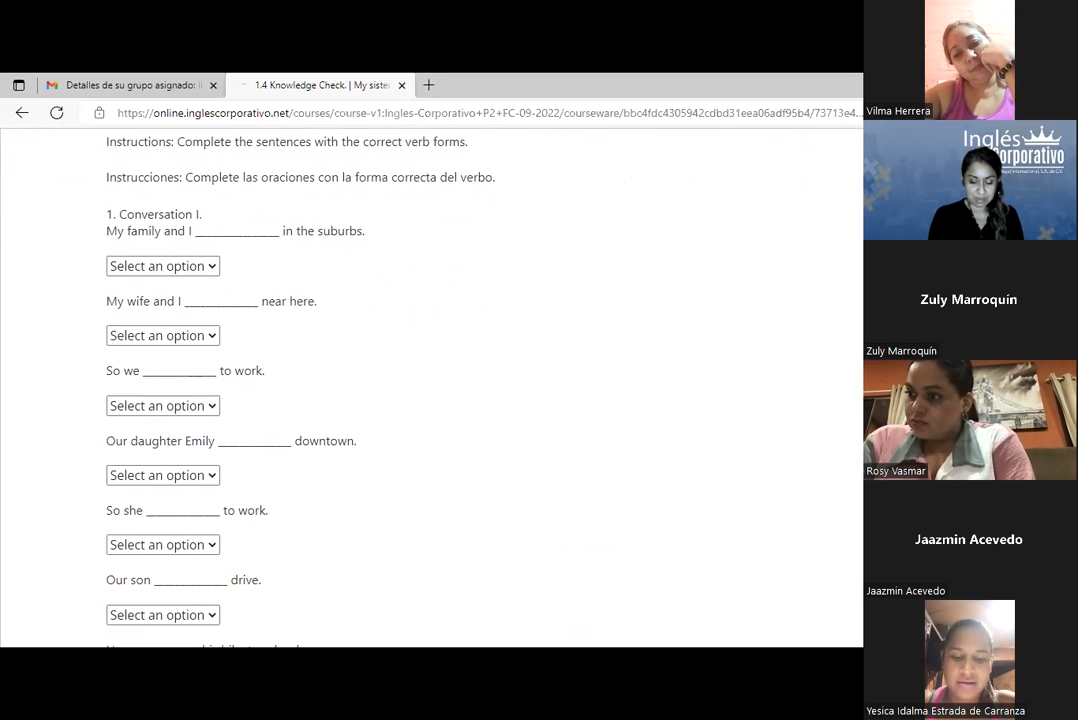 Detalles de su grupo asignado: I
1.4 Knowledge Check. | My siste
https://online.inglescorporativo.net/courses/course-v1:Ingles-Corporativo+P2+FC-09-2022/courseware/bbc4fdc4305942cdbd31eea06adf95b4/73713e4...
Instructions: Complete the sentences with the correct verb forms.
Instrucciones: Complete las oraciones con la forma correcta del verbo.
1. Conversation I.
My family and I ______________ in the suburbs.
Select an option
My wife and I ____________ near here.
Select an option
So we ____________ to work.
Select an option
Our daughter Emily ____________ downtown.
Select an option
So she ____________ to work.
Select an option
Our son ____________ drive.
Select an option
Vilma Herrera
Inglés
Corporativo
Zuly Marroquín
Zuly Marroquín
Rosy Vasmar
Jaazmin Acevedo
Jaazmin Acevedo
Yesica Idalma Estrada de Carranza